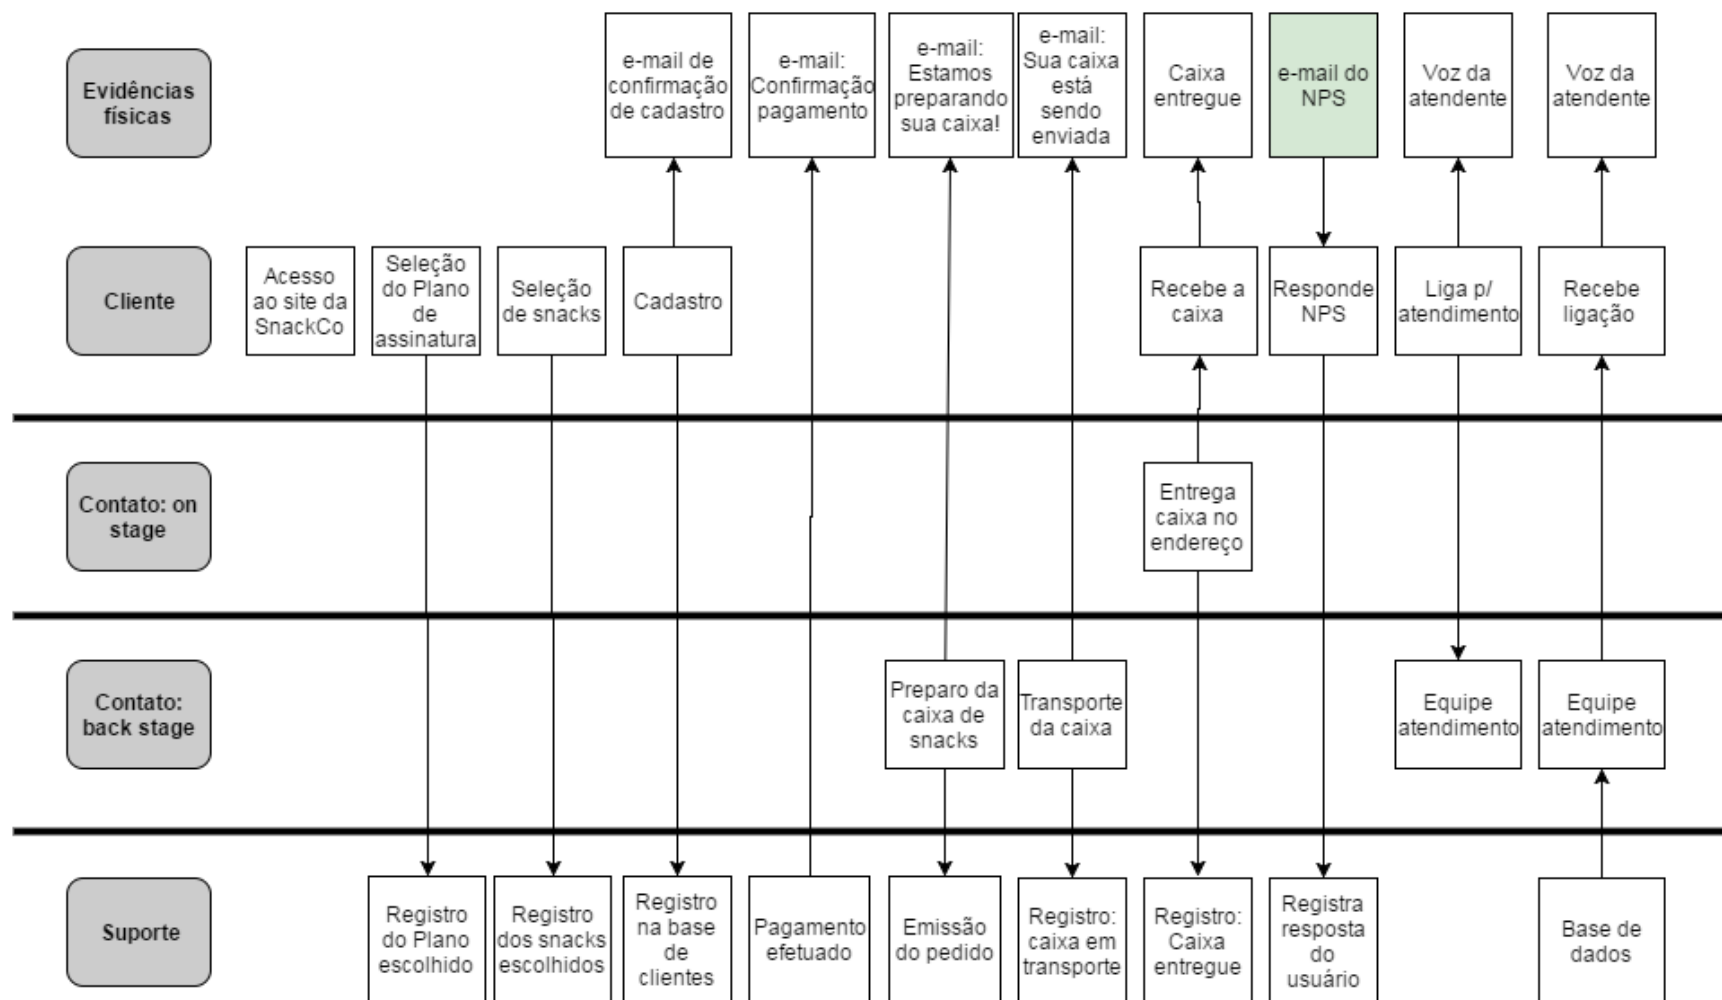 Evidências
físicas
e-mail de
confirmação
de cadastro
e-mail:
Confirmação
pagamento
e-mail:
Estamos
preparando
sua caixa!
e-mail:
Sua caixa
está
sendo
enviada
Caixa
entregue
e-mail do
NPS
Voz da
atendente
Voz da
atendente
Cliente
Acesso
ao site da
SnackCo
Seleção
do Plano
de
assinatura
Seleção
de snacks
Cadastro
Recebe a
caixa
Responde
NPS
Liga p/
atendimento
Recebe
ligação
Contato: on
stage
Entrega
caixa no
endereço
Contato:
back stage
Preparo da
caixa de
snacks
Transporte
da caixa
Equipe
atendimento
Equipe
atendimento
Suporte
Registro
do Plano
escolhido
Registro
dos snacks
escolhidos
Registro
na base
de
clientes
Pagamento
efetuado
Emissão
do pedido
Registro:
caixa em
transporte
Registro:
Caixa
entregue
Registra
resposta
do
usuário
Base de
dados